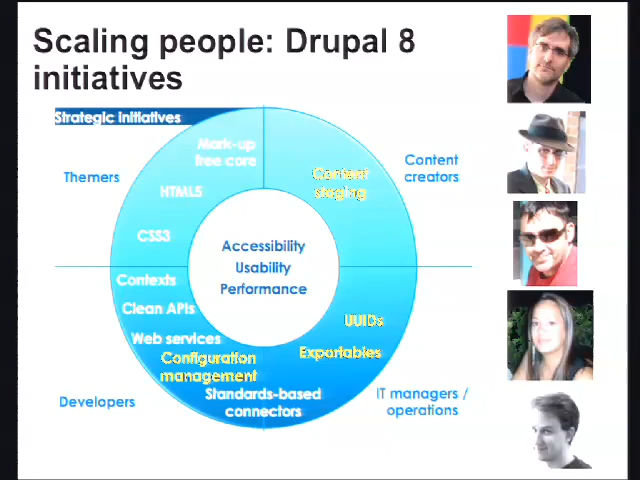 Scaling people: Drupal 8
initiatives
Strategic initiatives
Mark-up
free core
Themers
HTML5
CSS3
Content
staging
Content
creators
Accessibility
Usability
Performance
Contexts
Clean APIs
Web services
Configuration
management
Standards-based
connectors
Developers
UUIDs
Exportables
IT managers /
operations